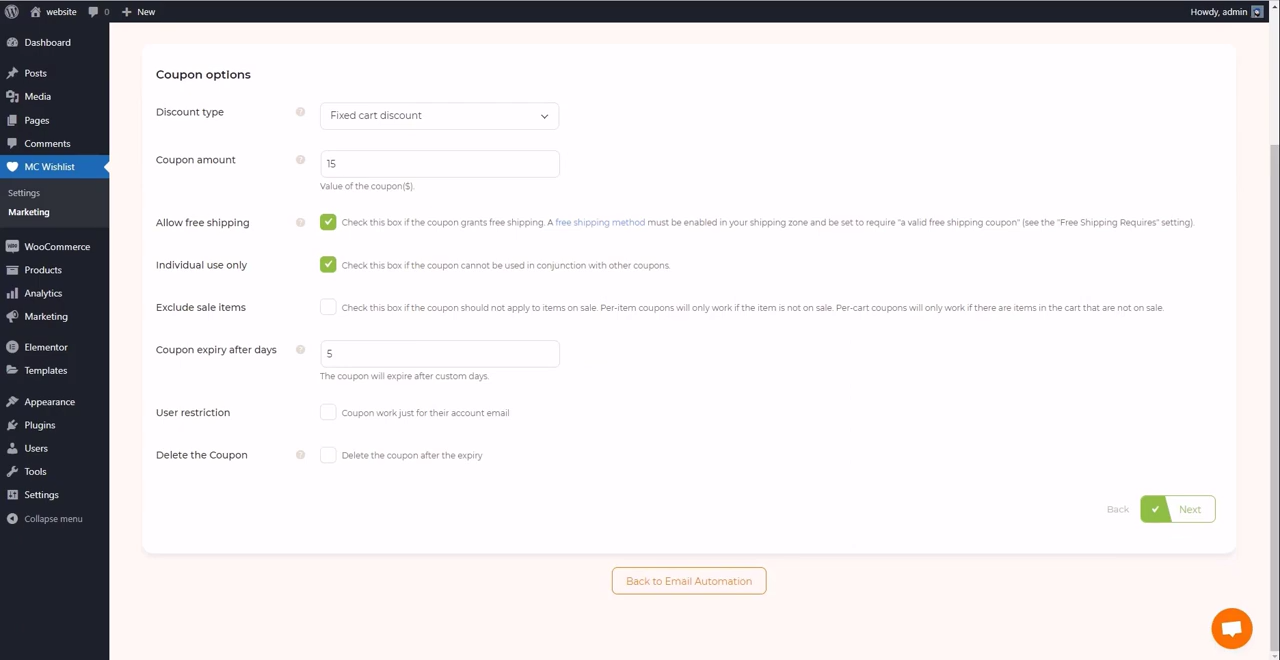 website 0 New Howdy, admin
Dashboard
Posts
Media
Pages
Comments
MC Wishlist
Settings
Marketing
WooCommerce
Products
Analytics
Marketing
Elementor
Templates
Appearance
Plugins
Users
Tools
Settings
Collapse menu
Coupon options
Discount type ? Fixed cart discount
Coupon amount ? 15
Value of the coupon($).
Allow free shipping ? Check this box if the coupon grants free shipping. A free shipping method must be enabled in your shipping zone and be set to require "a valid free shipping coupon" (see the "Free Shipping Requires" setting).
Individual use only Check this box if the coupon cannot be used in conjunction with other coupons.
Exclude sale items Check this box if the coupon should not apply to items on sale. Per-item coupons will only work if the item is not on sale. Per-cart coupons will only work if there are items in the cart that are not on sale.
Coupon expiry after days ? 5
The coupon will expire after custom days.
User restriction Coupon work just for their account email
Delete the Coupon ? Delete the coupon after the expiry
Back Next
Back to Email Automation